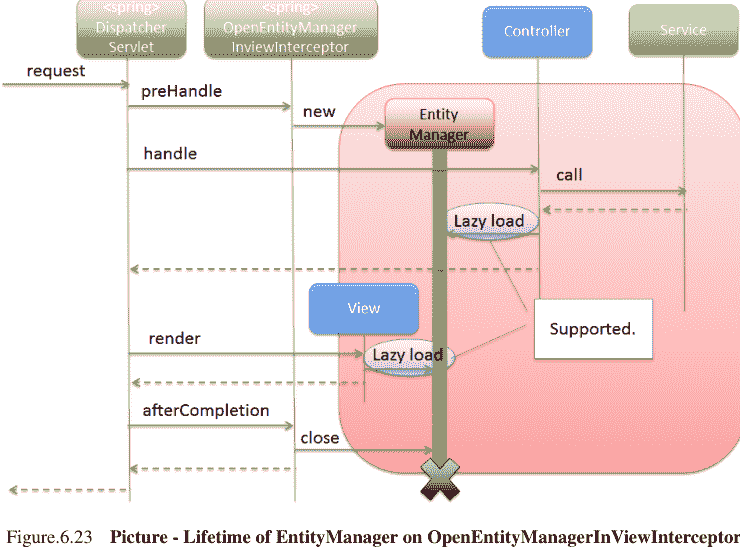 <spring>
Dispatcher
Servlet
<spring>
OpenEntityManager
InviewInterceptor
Controller
Service
request
preHandle
new
Entity
Manager
handle
call
Lazy load
View
Supported.
render
Lazy load
afterCompletion
close
Figure.6.23 Picture - Lifetime of EntityManager on OpenEntityManagerInViewInterceptor